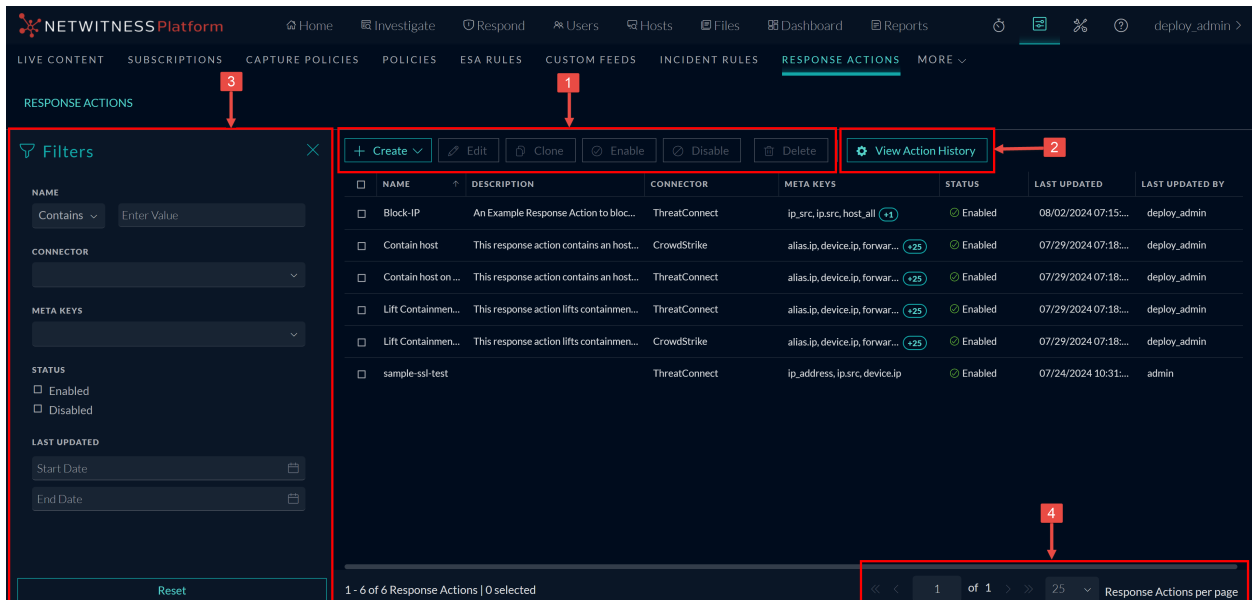 NETWITNESS Platform Home Investigate Respond Users Hosts Files Dashboard Reports deploy_admin >
LIVE CONTENT SUBSCRIPTIONS CAPTURE POLICIES POLICIES ESA RULES CUSTOM FEEDS INCIDENT RULES RESPONSE ACTIONS MORE
3
1
RESPONSE ACTIONS
Filters
+ Create Edit Clone Enable Disable Delete View Action History
2
NAME
Contains Enter Value
CONNECTOR
META KEYS
STATUS
Enabled
Disabled
LAST UPDATED
Start Date
End Date
Reset
NAME ↑ DESCRIPTION CONNECTOR META KEYS STATUS LAST UPDATED LAST UPDATED BY
Block-IP An Example Response Action to bloc... ThreatConnect ip_src, ip.src, host_all +1 Enabled 08/02/2024 07:15:... deploy_admin
Contain host This response action contains an host... CrowdStrike alias.ip, device.ip, forwar... +25 Enabled 07/29/2024 07:18:... deploy_admin
Contain host on ... This response action contains an host... ThreatConnect alias.ip, device.ip, forwar... +25 Enabled 07/29/2024 07:18:... deploy_admin
Lift Containmen... This response action lifts containmen... ThreatConnect alias.ip, device.ip, forwar... +25 Enabled 07/29/2024 07:18:... deploy_admin
Lift Containmen... This response action lifts containmen... CrowdStrike alias.ip, device.ip, forwar... +25 Enabled 07/29/2024 07:18:... deploy_admin
sample-ssl-test ThreatConnect ip_address, ip.src, device.ip Enabled 07/24/2024 10:31:... admin
4
1 - 6 of 6 Response Actions | 0 selected
<< < 1 of 1 > >> 25 Response Actions per page